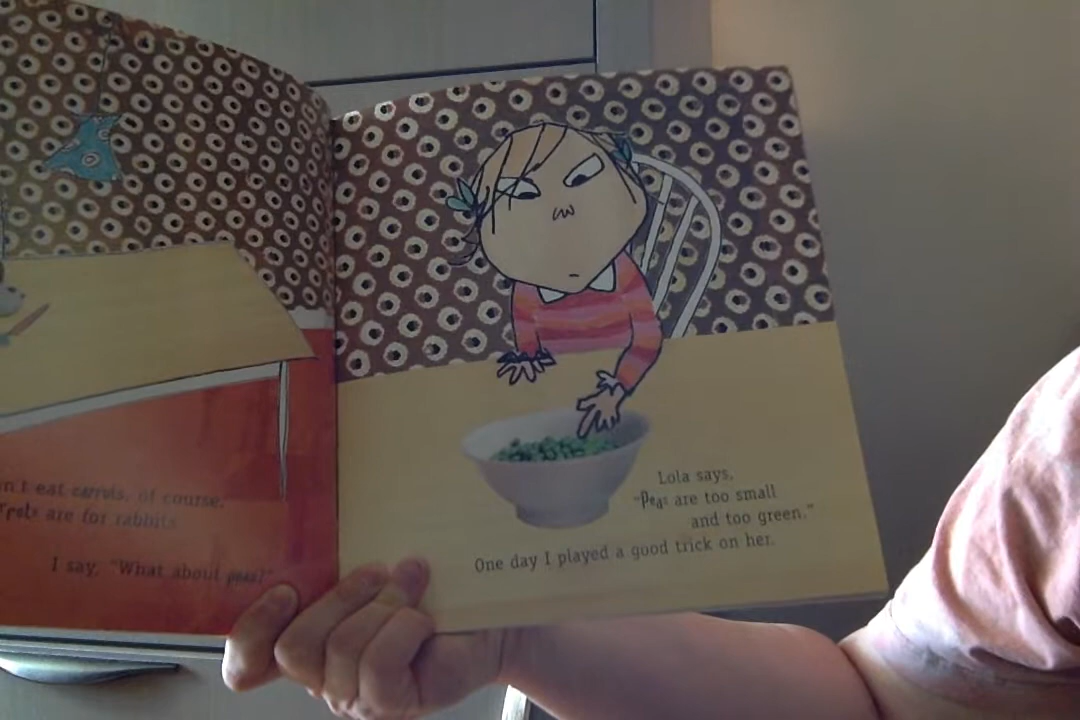 eat carrots, of course.
are for rabbits.
I say, "What about peas?"
Lola says,
"Peas are too small
and too green."
One day I played a good trick on her.